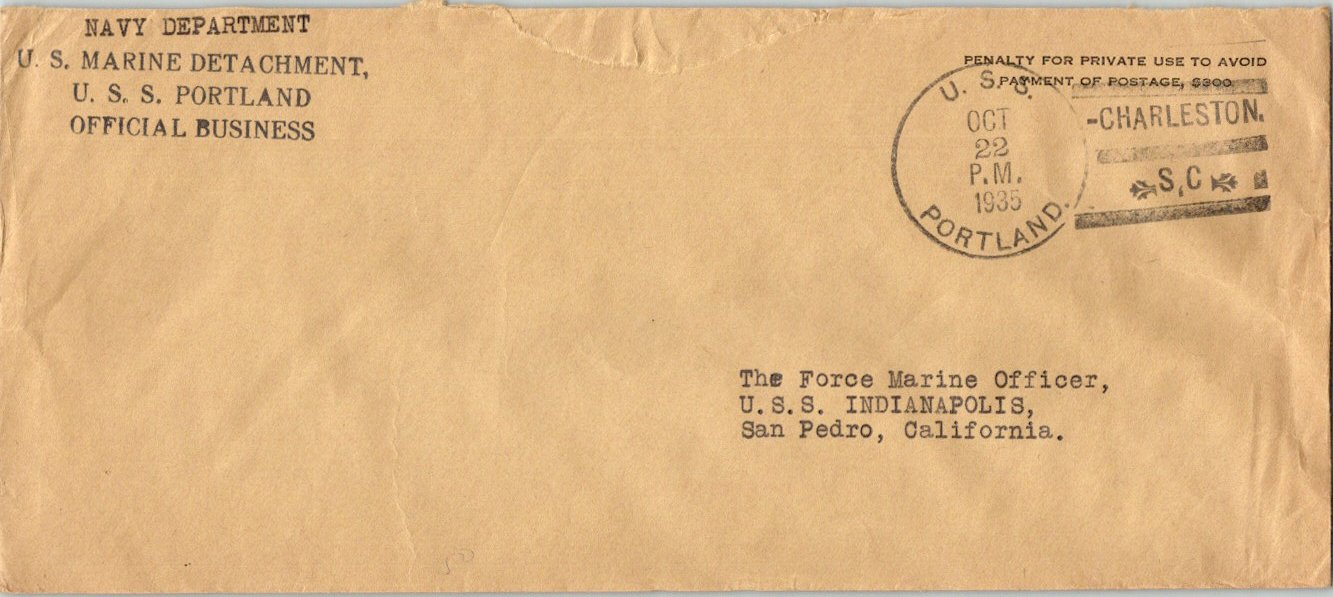 NAVY DEPARTMENT
U. S. MARINE DETACHMENT,
U. S. S. PORTLAND
OFFICIAL BUSINESS
PENALTY FOR PRIVATE USE TO AVOID
PAYMENT OF POSTAGE, $300
U. S. S.
OCT
22
P.M.
1935
PORTLAND.
-CHARLESTON.
S,C
The Force Marine Officer,
U.S.S. INDIANAPOLIS,
San Pedro, California.